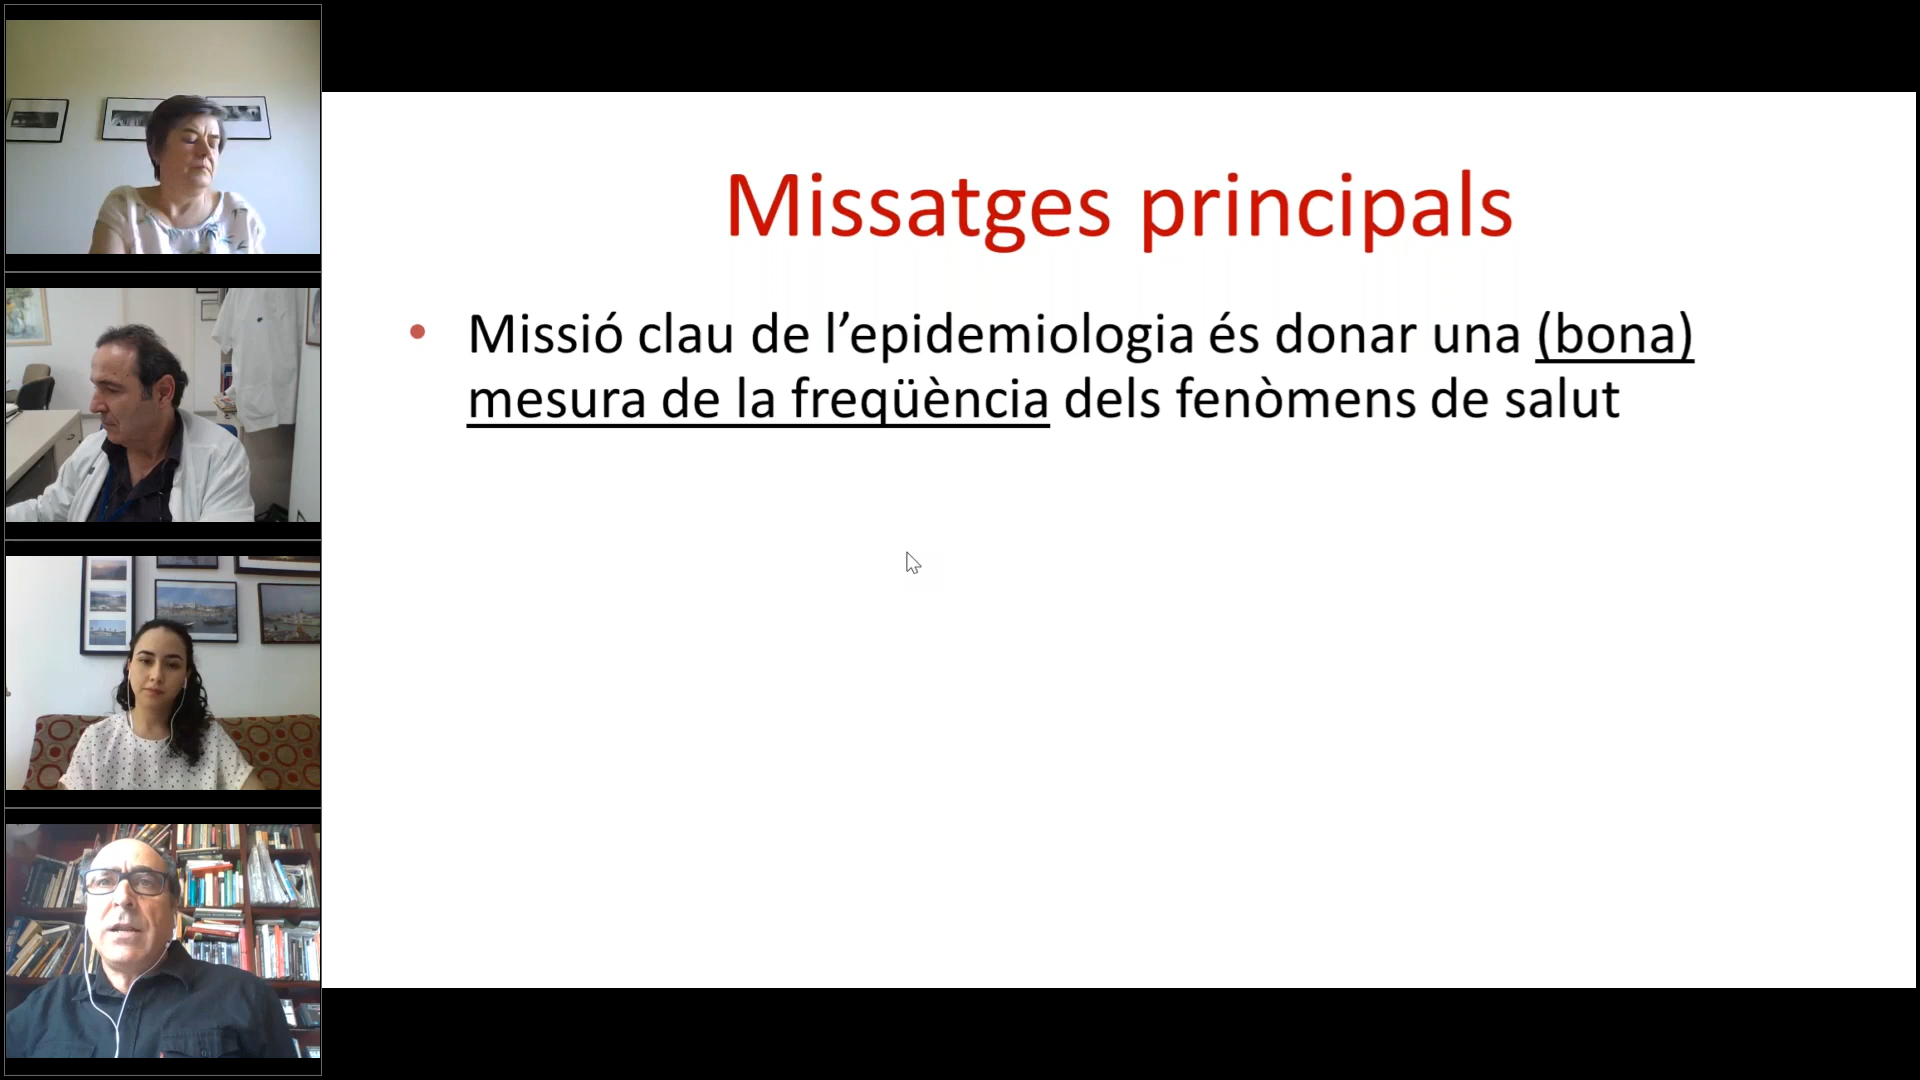 Missatges principals
• Missió clau de l’epidemiologia és donar una (bona)
mesura de la freqüència dels fenòmens de salut